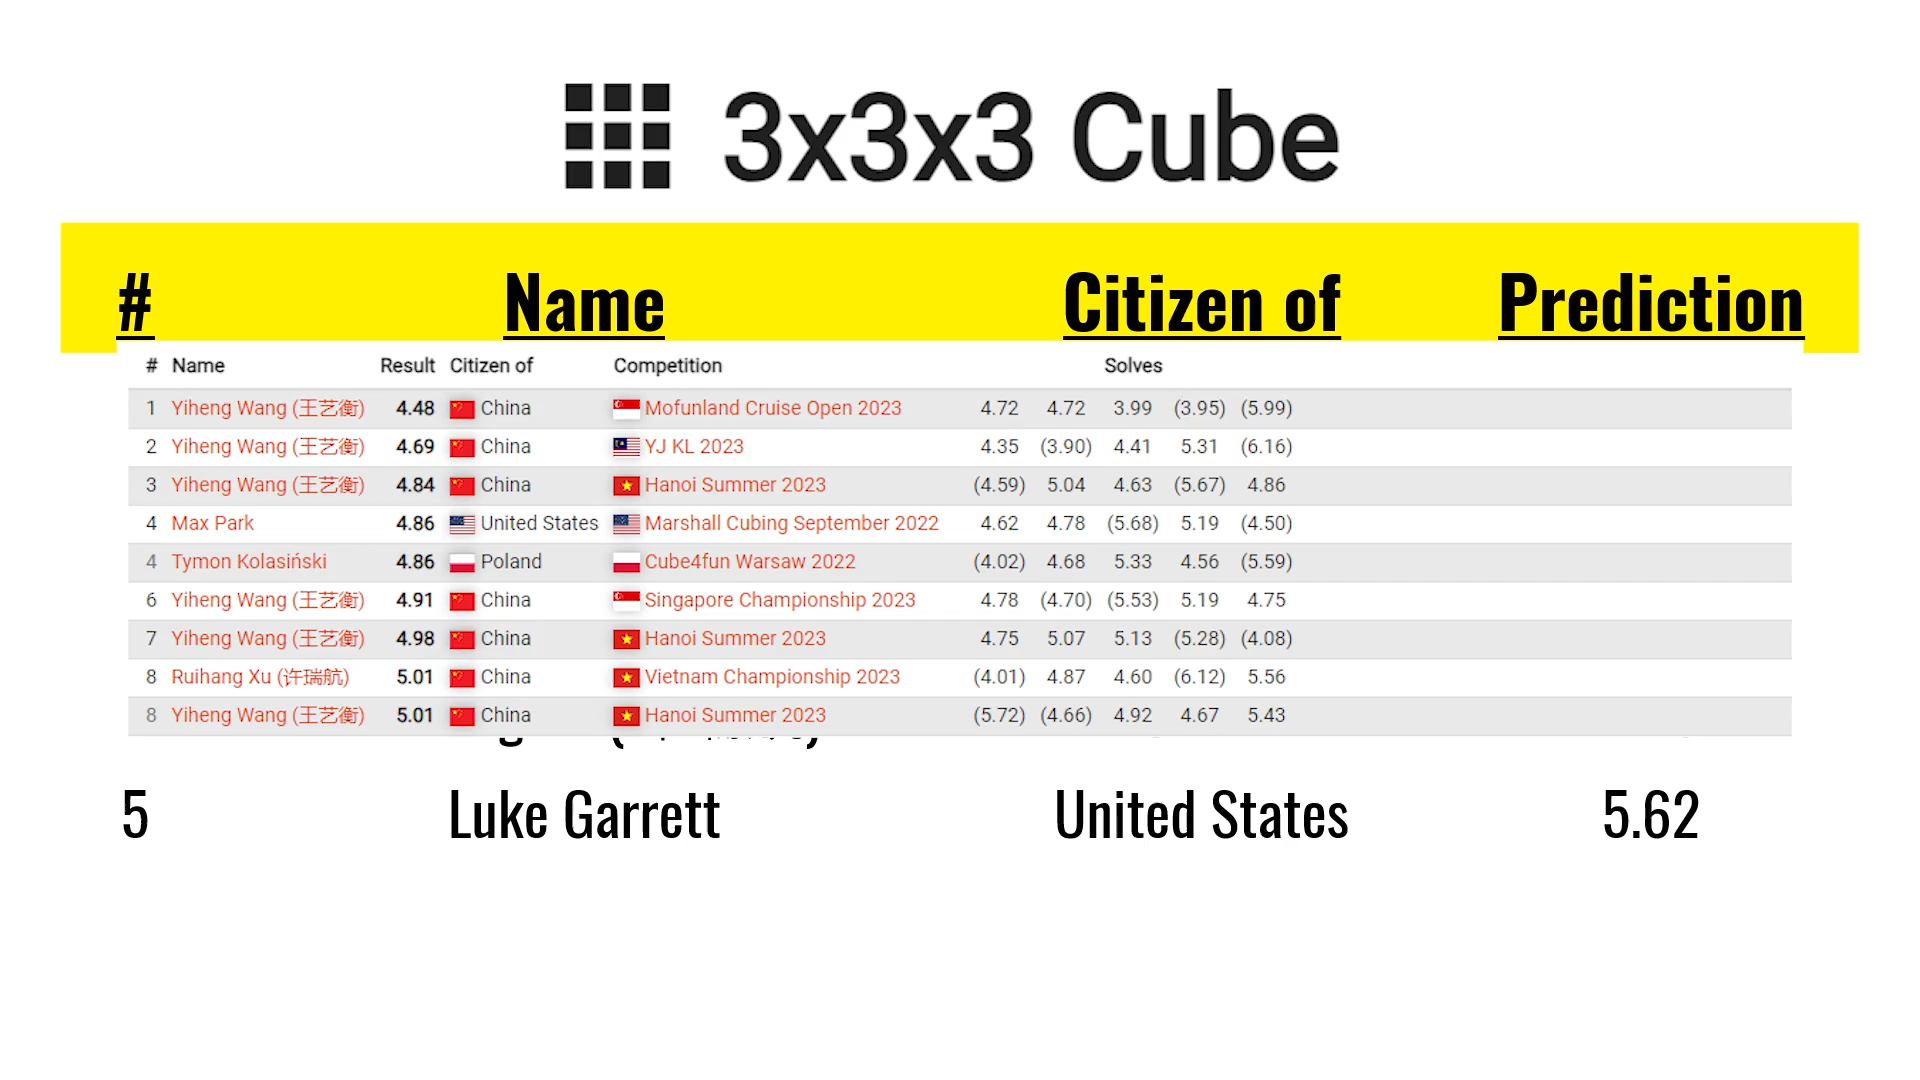 3x3x3 Cube
# Name Citizen of Prediction
# Name Result Citizen of Competition Solves
1 Yiheng Wang (王艺衡) 4.48 China Mofunland Cruise Open 2023 4.72 4.72 3.99 (3.95) (5.99)
2 Yiheng Wang (王艺衡) 4.69 China YJ KL 2023 4.35 (3.90) 4.41 5.31 (6.16)
3 Yiheng Wang (王艺衡) 4.84 China Hanoi Summer 2023 (4.59) 5.04 4.63 (5.67) 4.86
4 Max Park 4.86 United States Marshall Cubing September 2022 4.62 4.78 (5.68) 5.19 (4.50)
4 Tymon Kolasiński 4.86 Poland Cube4fun Warsaw 2022 (4.02) 4.68 5.33 4.56 (5.59)
6 Yiheng Wang (王艺衡) 4.91 China Singapore Championship 2023 4.78 (4.70) (5.53) 5.19 4.75
7 Yiheng Wang (王艺衡) 4.98 China Hanoi Summer 2023 4.75 5.07 5.13 (5.28) (4.08)
8 Ruihang Xu (许瑞航) 5.01 China Vietnam Championship 2023 (4.01) 4.87 4.60 (6.12) 5.56
8 Yiheng Wang (王艺衡) 5.01 China Hanoi Summer 2023 (5.72) (4.66) 4.92 4.67 5.43
5 Luke Garrett United States 5.62